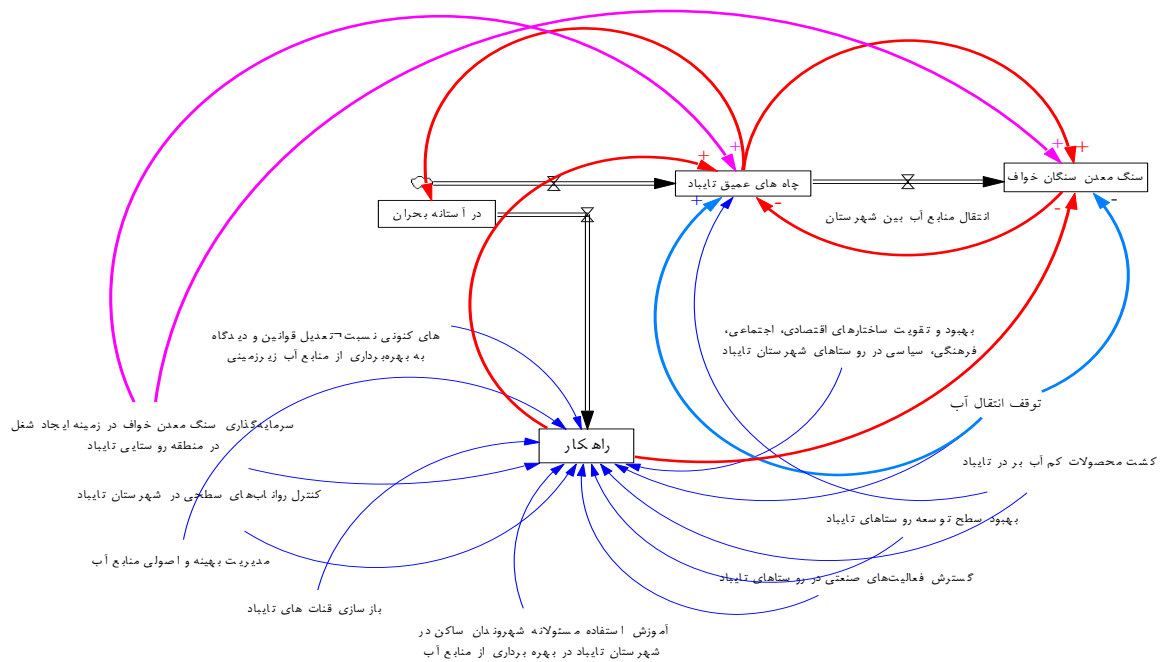 سنگ معدن سنگان خواف
چاه های عمیق تایباد
در آستانه بحران
انتقال منابع آب بین شهرستان
+
+
+
+
+
-
-
-
های کنونی نسبت¬تعدیل قوانین و دیدگاه
به بهره‌برداری از منابع آب زیرزمینی
بهبود و تقویت ساختارهای اقتصادی، اجتماعی،
فرهنگی، سیاسی در روستاهای شهرستان تایباد
توقف انتقال آب
سرمایه‌گذاری سنگ معدن خواف در زمینه ایجاد شغل
در منطقه روستایی تایباد
راهکار
کشت محصولات کم آب بر در تایباد
کنترل رواناب‌های سطحی در شهرستان تایباد
بهبود سطح توسعه روستاهای تایباد
مدیریت بهینه و اصولی منابع آب
گسترش فعالیت‌های صنعتی در روستاهای تایباد
باز سازی قنات های تایباد
آموزش استفاده مسئولانه شهروندان ساکن در
شهرستان تایباد در بهره برداری از منابع آب